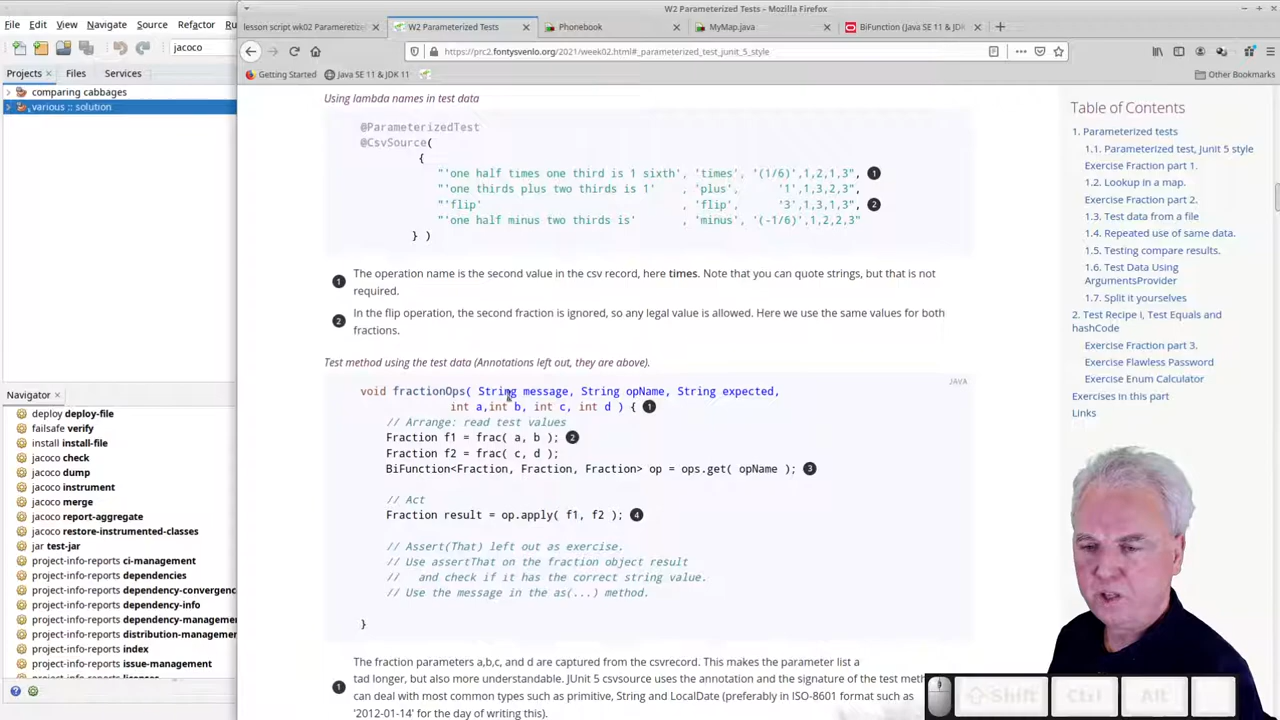 W2 Parameterized Tests – Mozilla Firefox
File Edit View Navigate Source Refactor
lesson script wk02 Parameretiz
W2 Parameterized Tests
Phonebook
MyMap.java
BiFunction (Java SE 11 & JDK
jacoco
https://prc2.fontysvenlo.org/2021/week02.html#_parameterized_test_junit_5_style
Projects Files Services
Getting Started Java SE 11 & JDK 11
Other Bookmarks
comparing cabbages
various :: solution
Navigator
deploy deploy-file
failsafe verify
install install-file
jacoco check
jacoco dump
jacoco instrument
jacoco merge
jacoco report-aggregate
jacoco restore-instrumented-classes
jar test-jar
project-info-reports ci-management
project-info-reports dependencies
project-info-reports dependency-convergenc
project-info-reports dependency-info
project-info-reports dependency-managemen
project-info-reports distribution-managemen
project-info-reports index
project-info-reports issue-management
Using lambda names in test data
@ParameterizedTest
@CsvSource(
{
"'one half times one third is 1 sixth', 'times', '(1/6)',1,2,1,3", 1
"'one thirds plus two thirds is 1' , 'plus', '1',1,3,2,3",
"'flip' , 'flip', '3',1,3,1,3", 2
"'one half minus two thirds is' , 'minus', '(-1/6)',1,2,2,3"
} )
1 The operation name is the second value in the csv record, here times. Note that you can quote strings, but that is not
required.
2 In the flip operation, the second fraction is ignored, so any legal value is allowed. Here we use the same values for both
fractions.
Test method using the test data (Annotations left out, they are above).
JAVA
void fractionOps( String message, String opName, String expected,
int a,int b, int c, int d ) { 1
// Arrange: read test values
Fraction f1 = frac( a, b ); 2
Fraction f2 = frac( c, d );
BiFunction<Fraction, Fraction, Fraction> op = ops.get( opName ); 3
// Act
Fraction result = op.apply( f1, f2 ); 4
// Assert(That) left out as exercise.
// Use assertThat on the fraction object result
// and check if it has the correct string value.
// Use the message in the as(...) method.
}
1 The fraction parameters a,b,c, and d are captured from the csvrecord. This makes the parameter list a
tad longer, but also more understandable. JUnit 5 csvsource uses the annotation and the signature of the test meth
can deal with most common types such as primitive, String and LocalDate (preferably in ISO-8601 format such as
'2012-01-14' for the day of writing this).
Table of Contents
1. Parameterized tests
1.1. Parameterized test, Junit 5 style
Exercise Fraction part 1.
1.2. Lookup in a map.
Exercise Fraction part 2.
1.3. Test data from a file
1.4. Repeated use of same data.
1.5. Testing compare results.
1.6. Test Data Using
ArgumentsProvider
1.7. Split it yourselves
2. Test Recipe I, Test Equals and
hashCode
Exercise Fraction part 3.
Exercise Flawless Password
Exercise Enum Calculator
Exercises in this part
Links
Shift Ctrl Alt